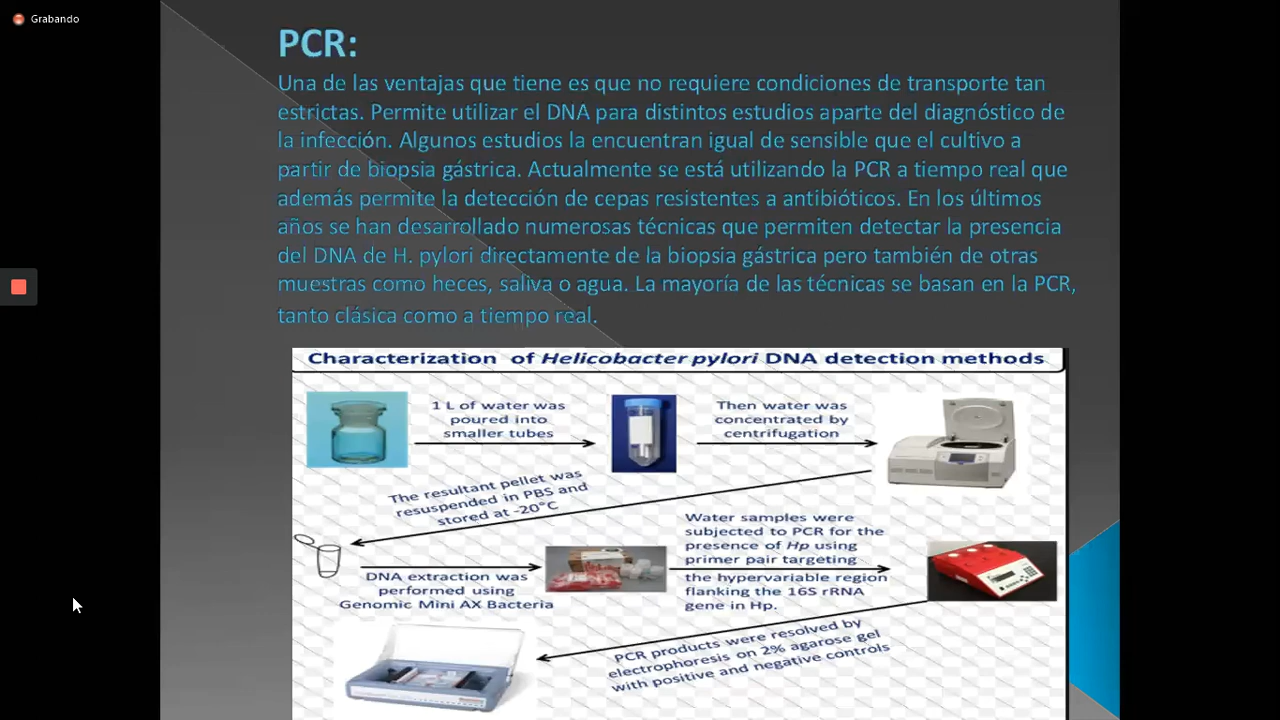 Grabando
PCR:
Una de las ventajas que tiene es que no requiere condiciones de transporte tan
estrictas. Permite utilizar el DNA para distintos estudios aparte del diagnóstico de
la infección. Algunos estudios la encuentran igual de sensible que el cultivo a
partir de biopsia gástrica. Actualmente se está utilizando la PCR a tiempo real que
además permite la detección de cepas resistentes a antibióticos. En los últimos
años se han desarrollado numerosas técnicas que permiten detectar la presencia
del DNA de H. pylori directamente de la biopsia gástrica pero también de otras
muestras como heces, saliva o agua. La mayoría de las técnicas se basan en la PCR,
tanto clásica como a tiempo real.
Characterization of Helicobacter pylori DNA detection methods
1 L of water was
poured into
smaller tubes
Then water was
concentrated by
centrifugation
The resultant pellet was
resuspended in PBS and
stored at -20°C
DNA extraction was
performed using
Genomic Mini AX Bacteria
Water samples were
subjected to PCR for the
presence of Hp using
primer pair targeting
the hypervariable region
flanking the 16S rRNA
gene in Hp.
PCR products were resolved by
electrophoresis on 2% agarose gel
with positive and negative controls